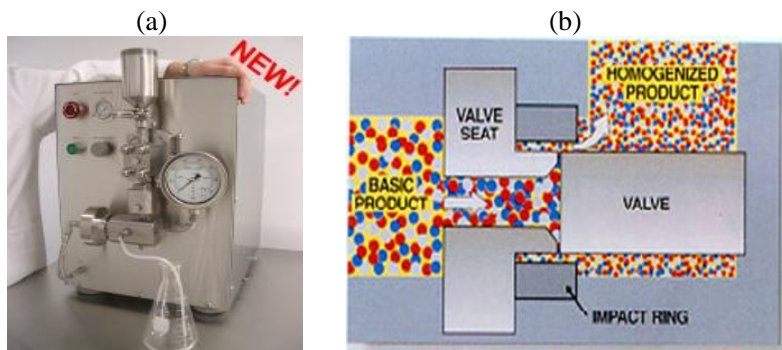 (a)
(b)
NEW!
HOMOGENIZED
PRODUCT
VALVE
SEAT
BASIC
PRODUCT
VALVE
IMPACT RING